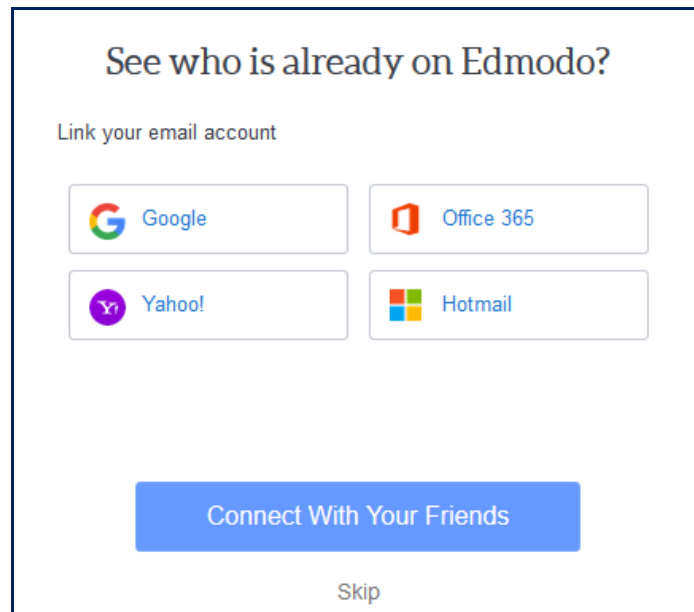 See who is already on Edmodo?
Link your email account
Google
Office 365
Yahoo!
Hotmail
Connect With Your Friends
Skip